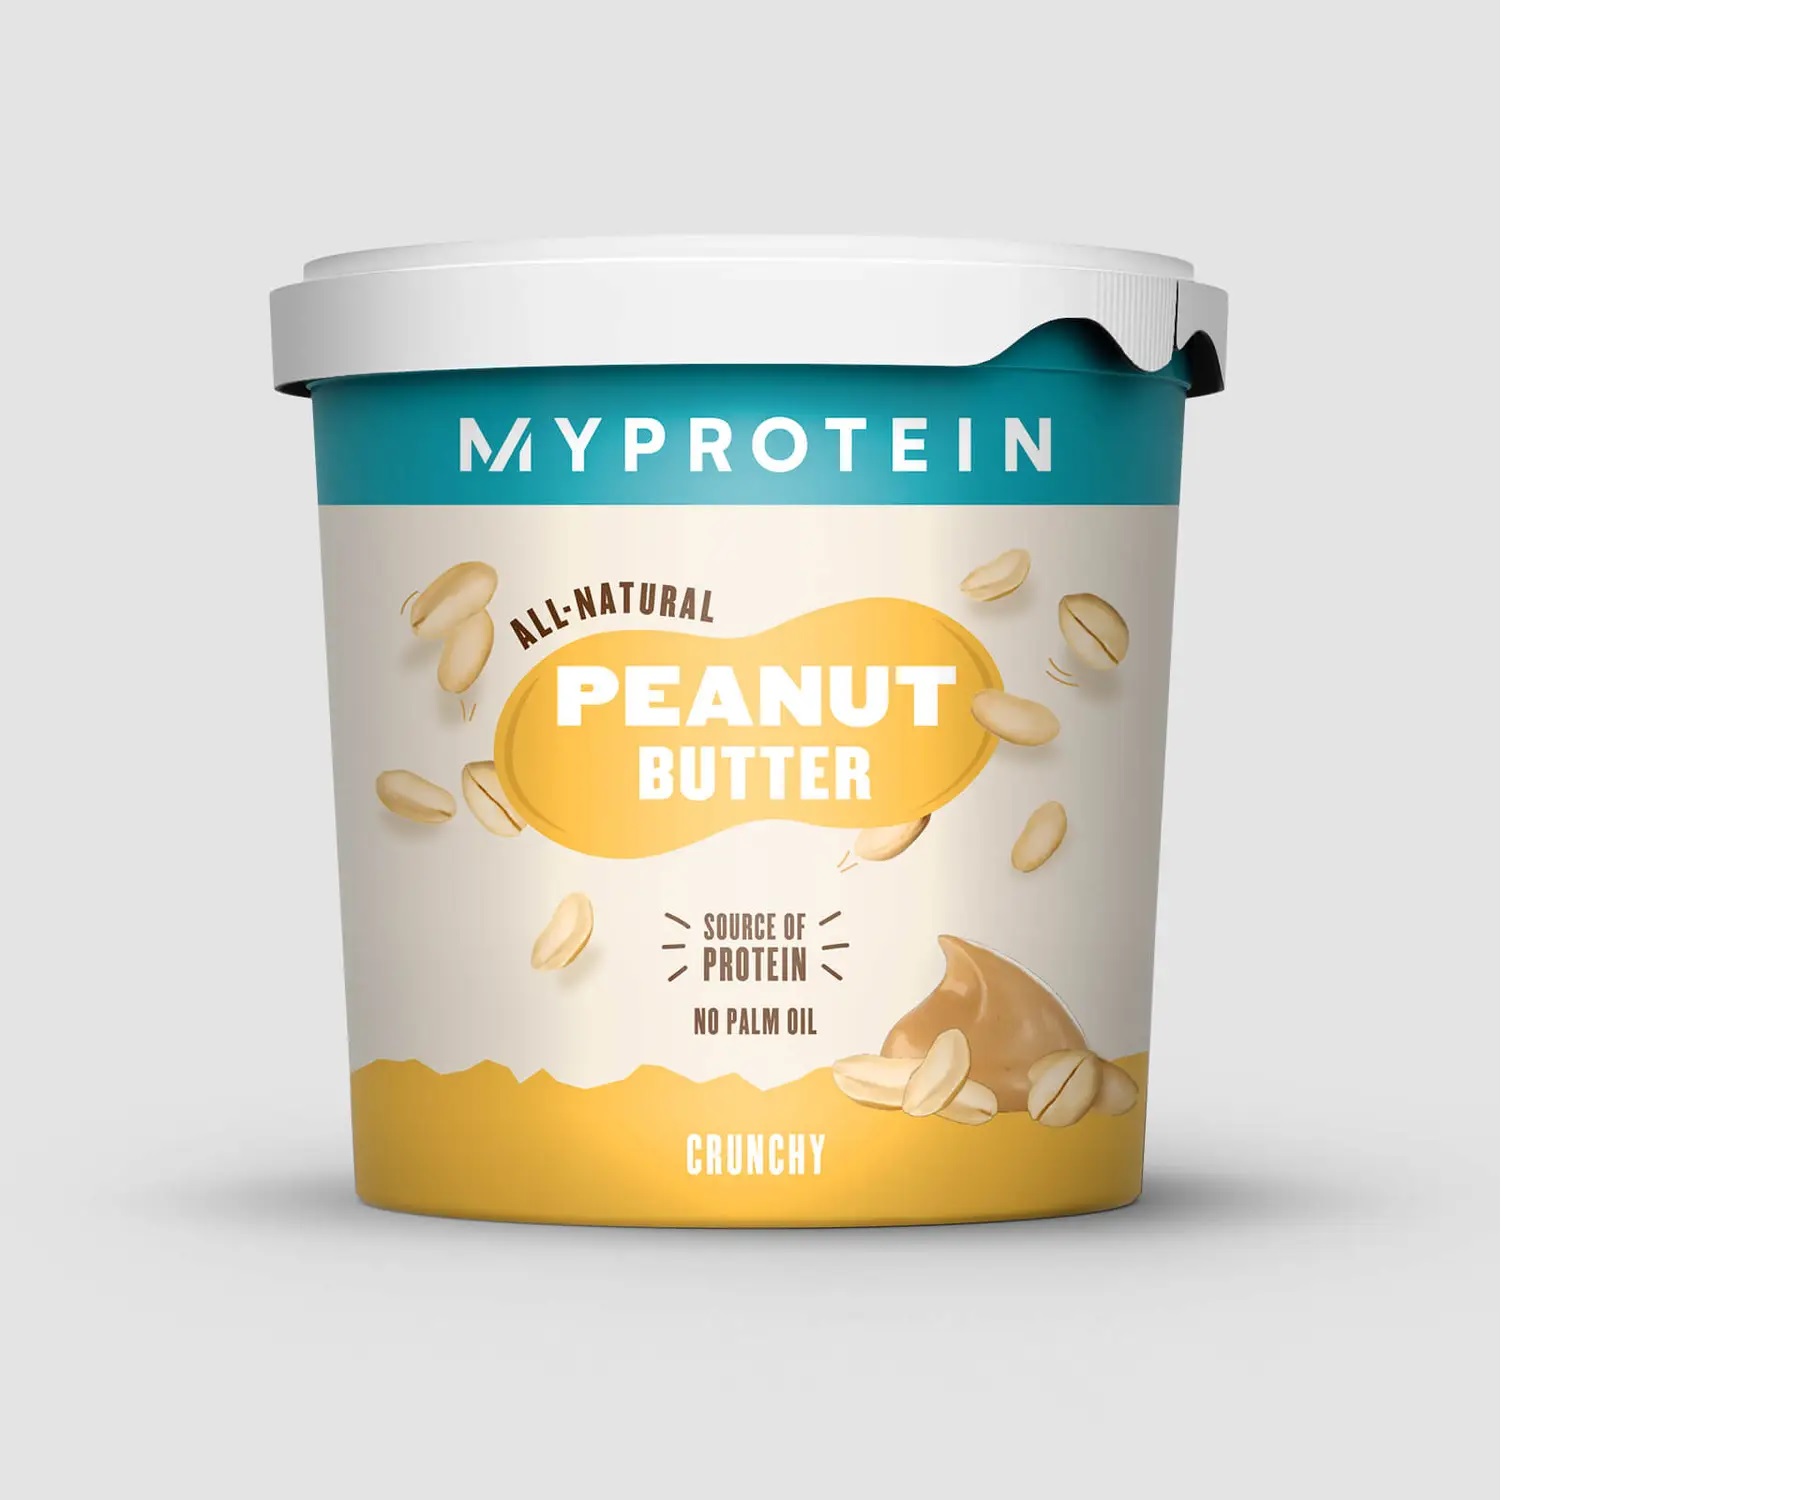 MYPROTEIN
ALL-NATURAL
PEANUT
BUTTER
SOURCE OF
PROTEIN
NO PALM OIL
CRUNCHY